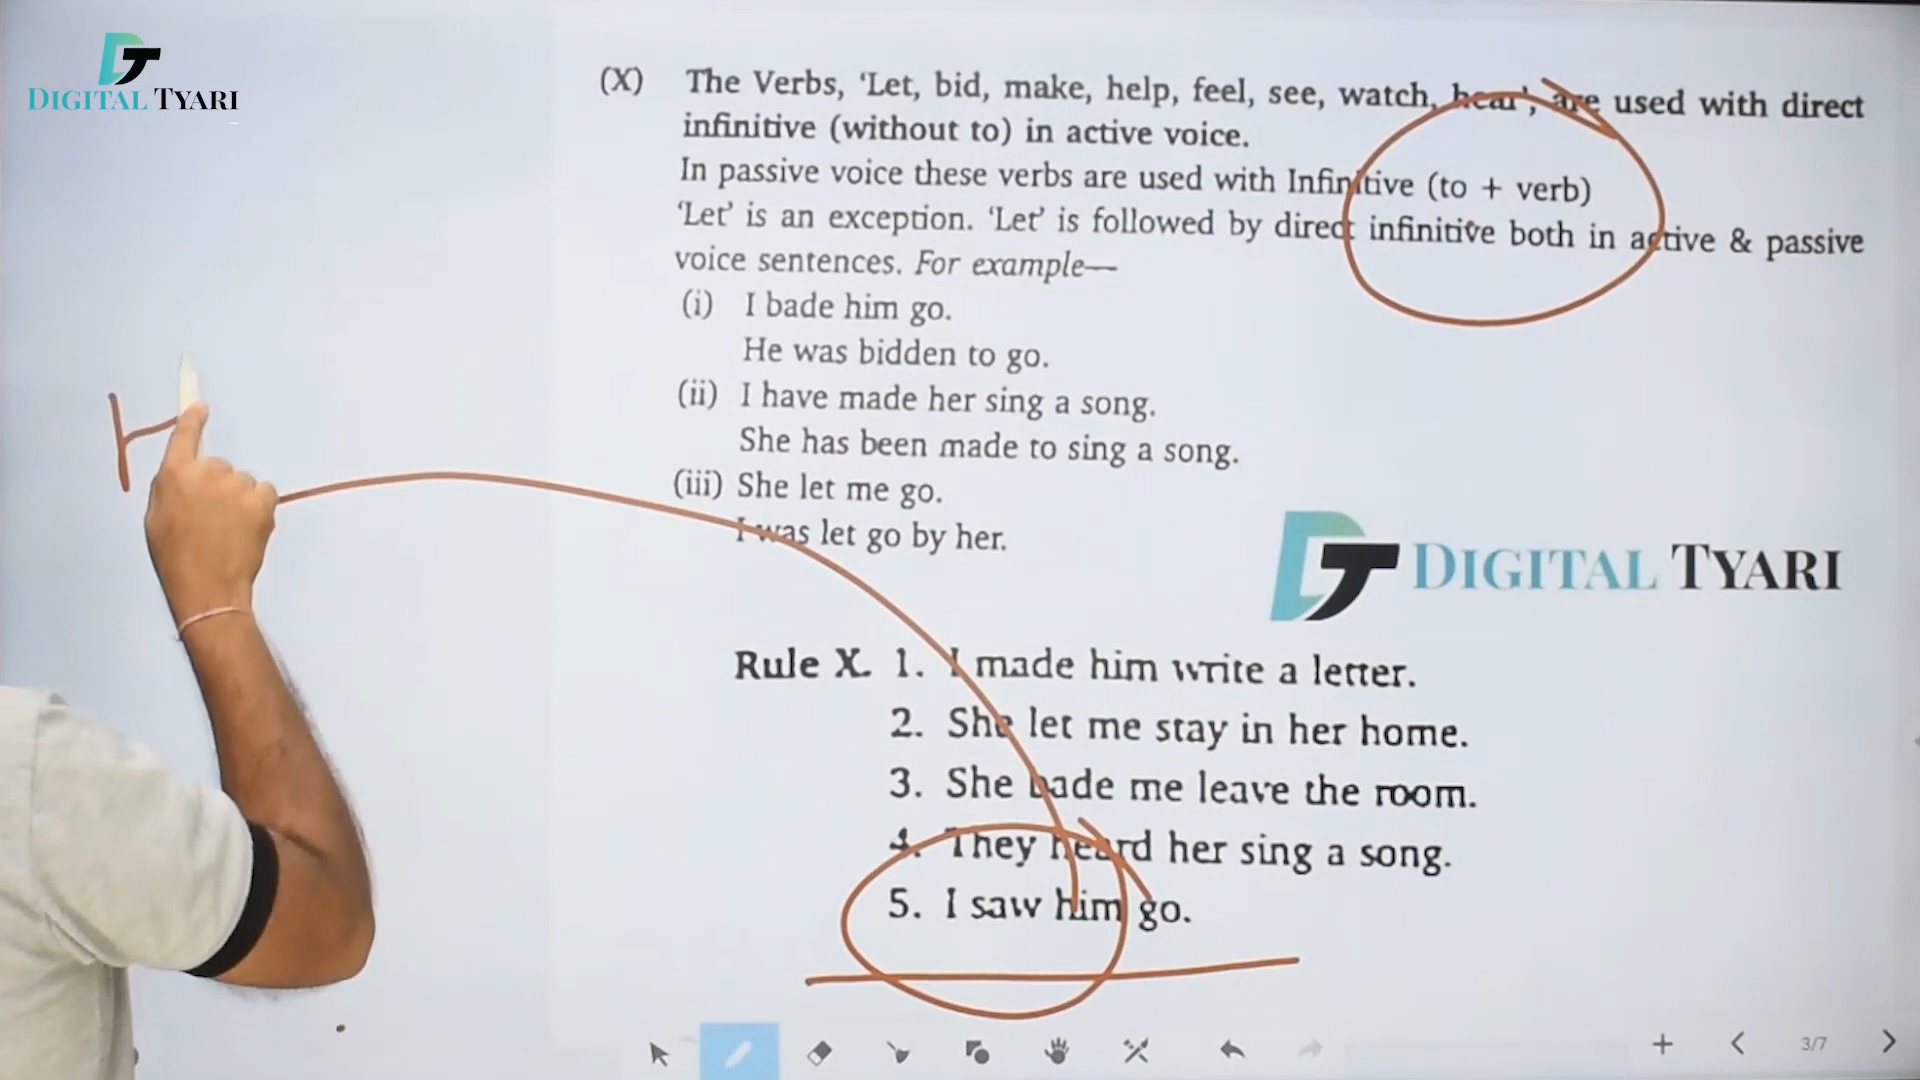 DIGITAL TYARI
(X) The Verbs, ‘Let, bid, make, help, feel, see, watch, hear’, are used with direct
infinitive (without to) in active voice.
In passive voice these verbs are used with Infinitive (to + verb)
‘Let’ is an exception. ‘Let’ is followed by direct infinitive both in active & passive
voice sentences. For example—
(i) I bade him go.
He was bidden to go.
(ii) I have made her sing a song.
She has been made to sing a song.
(iii) She let me go.
I was let go by her.
DIGITAL TYARI
Rule X. 1. I made him write a letter.
2. She let me stay in her home.
3. She bade me leave the room.
4. They heard her sing a song.
5. I saw him go.
3/7